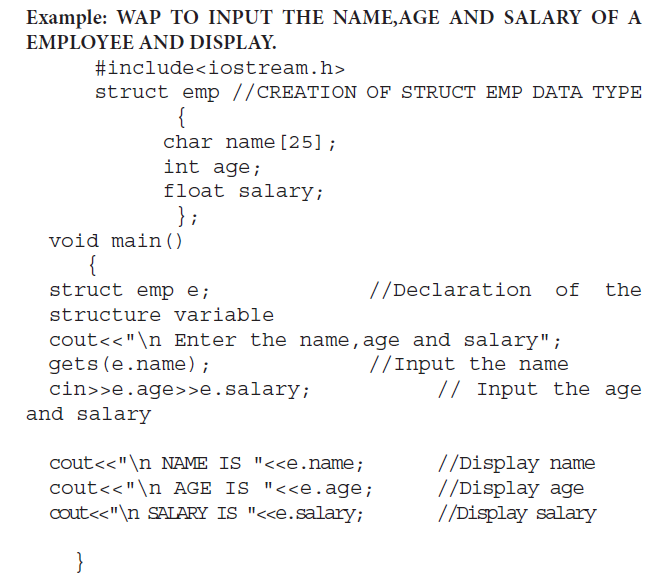 Example: WAP TO INPUT THE NAME,AGE AND SALARY OF A
EMPLOYEE AND DISPLAY.
#include<iostream.h>
struct emp //CREATION OF STRUCT EMP DATA TYPE
{
char name[25];
int age;
float salary;
};
void main()
{
struct emp e; //Declaration of the
structure variable
cout<<"\n Enter the name,age and salary";
gets(e.name); //Input the name
cin>>e.age>>e.salary; // Input the age
and salary
cout<<"\n NAME IS "<<e.name; //Display name
cout<<"\n AGE IS "<<e.age; //Display age
cout<<"\n SALARY IS "<<e.salary; //Display salary
}